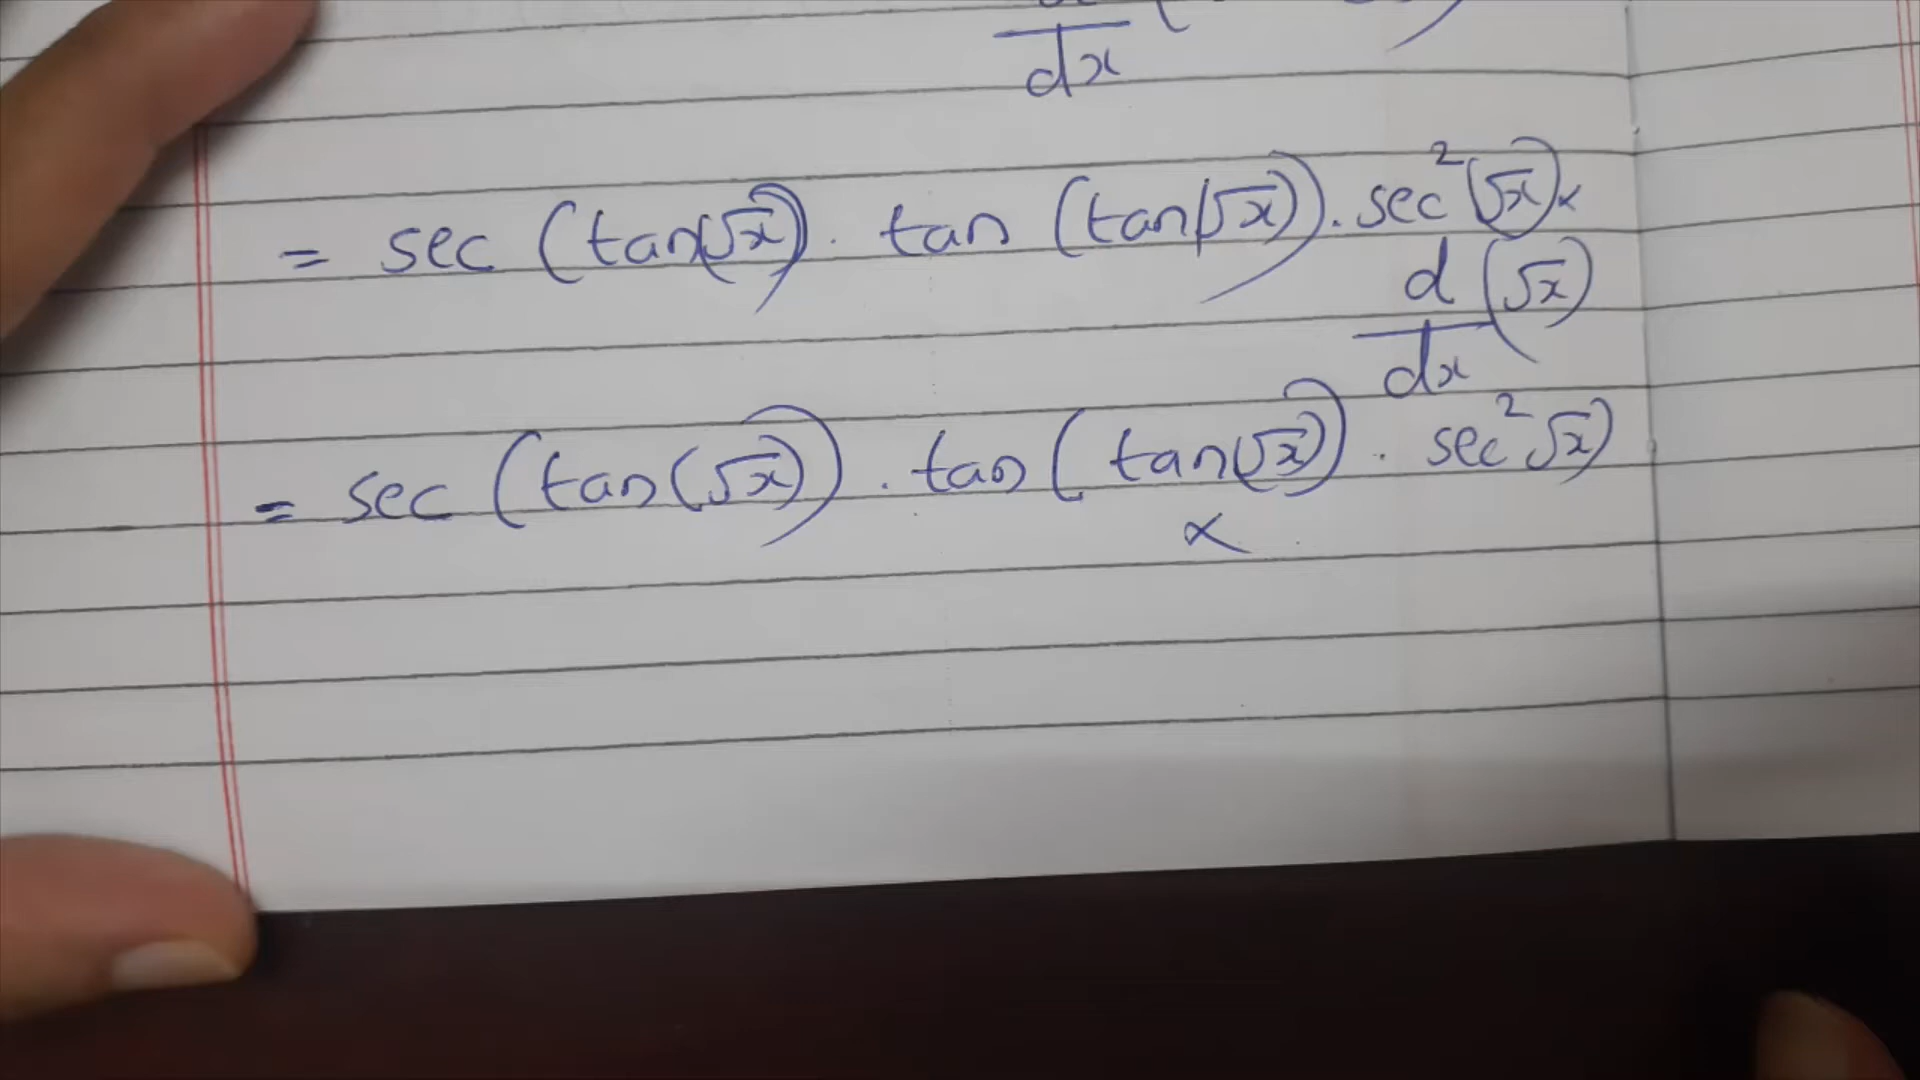 dx
= sec (tan(√x)) . tan (tan(√x)) . sec²(√x) ×
d/dx (√x)
= sec (tan(√x)) . tan (tan(√x)) . sec²√x)
×